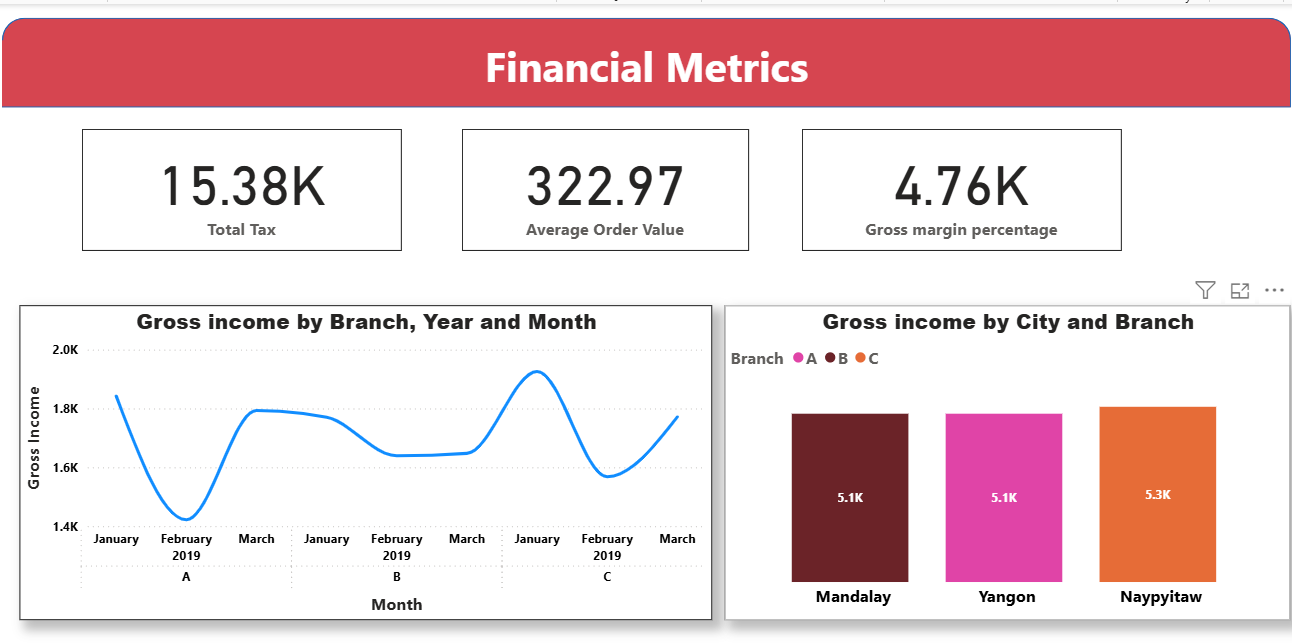 Financial Metrics
15.38K
Total Tax
322.97
Average Order Value
4.76K
Gross margin percentage
Gross income by Branch, Year and Month
2.0K
1.8K
1.6K
1.4K
Gross Income
January February March January February March January February March
2019 2019 2019
A B C
Month
Gross income by City and Branch
Branch A B C
5.1K 5.1K 5.3K
Mandalay Yangon Naypyitaw